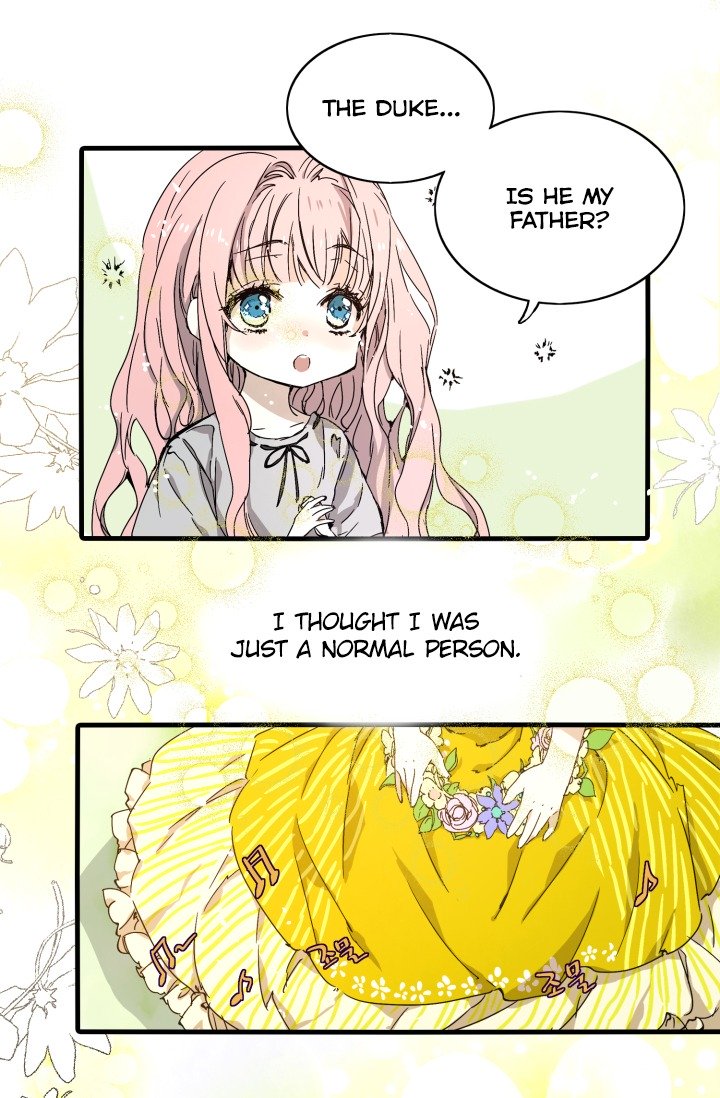 THE DUKE...
IS HE MY
FATHER?
I THOUGHT I WAS
JUST A NORMAL PERSON.
조물
조물